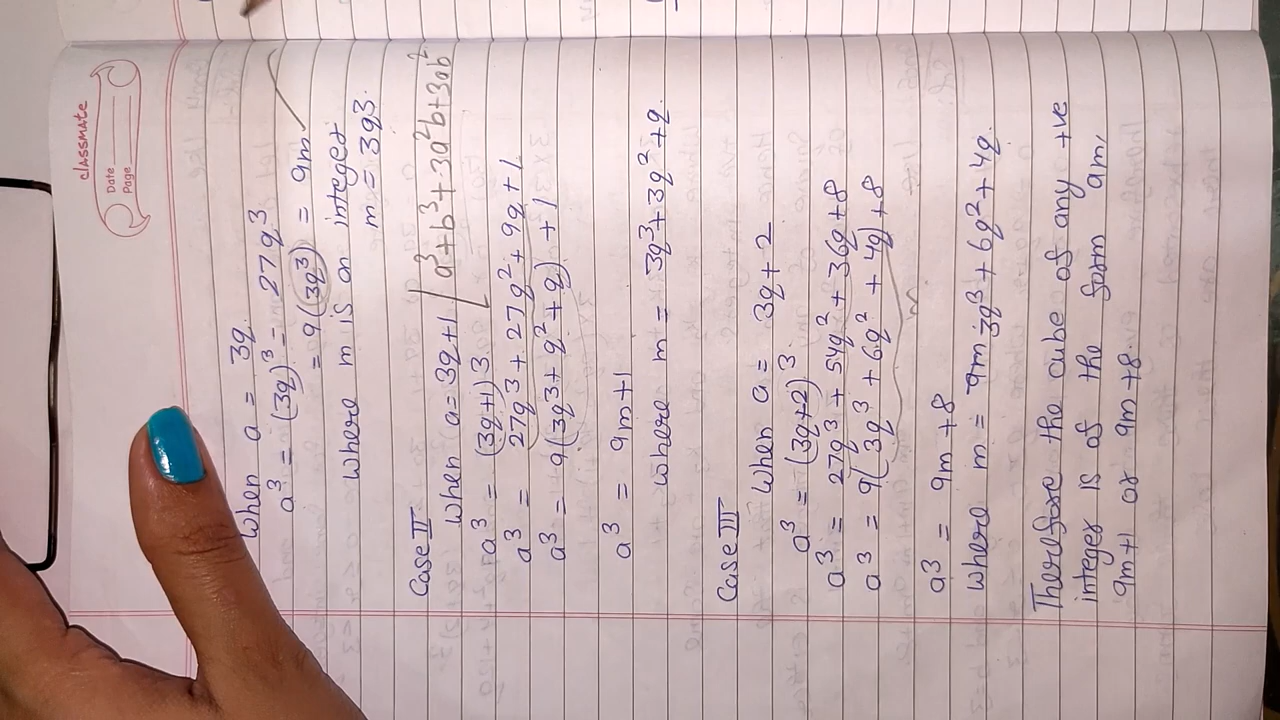 classmate
Date
Page
When a = 3q
a³ = (3q)³ = 27q³
= 9(3q³) = 9m
where m is an integer
m = 3q3.
Case II
When a = 3q+1 [a³+b³+3a²b+3ab²
a³ = (3q+1)3
a³ = 27q³+27q²+9q+1
a³ = 9(3q³+q²+q)+1
a³ = 9m+1
where m = 3q³+3q²+q.
Case III
When a = 3q+2
a³ = (3q+2)³
a³ = 27q³+54q²+36q+8
a³ = 9(3q³+6q²+4q)+8
m
a³ = 9m+8
where m = 3q³+6q²+4q.
Therefore the cube of any +ve
integer is of the form 9m,
9m+1 or 9m+8.